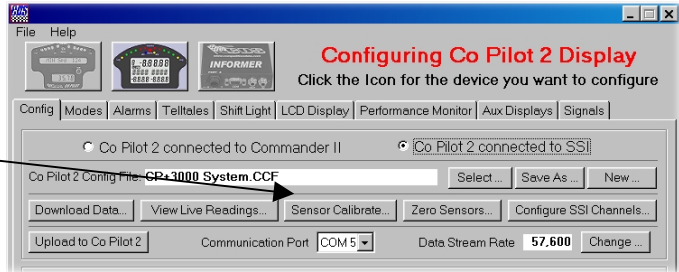 File Help
INFORMER
Configuring Co Pilot 2 Display
Click the Icon for the device you want to configure
Config Modes Alarms Telltales Shift Light LCD Display Performance Monitor Aux Displays Signals
Co Pilot 2 connected to Commander II Co Pilot 2 connected to SSI
Co Pilot 2 Config File: CP+3000 System.CCF Select ... Save As ... New ...
Download Data... View Live Readings... Sensor Calibrate... Zero Sensors... Configure SSI Channels...
Upload to Co Pilot 2 Communication Port COM 5 Data Stream Rate 57,600 Change ...